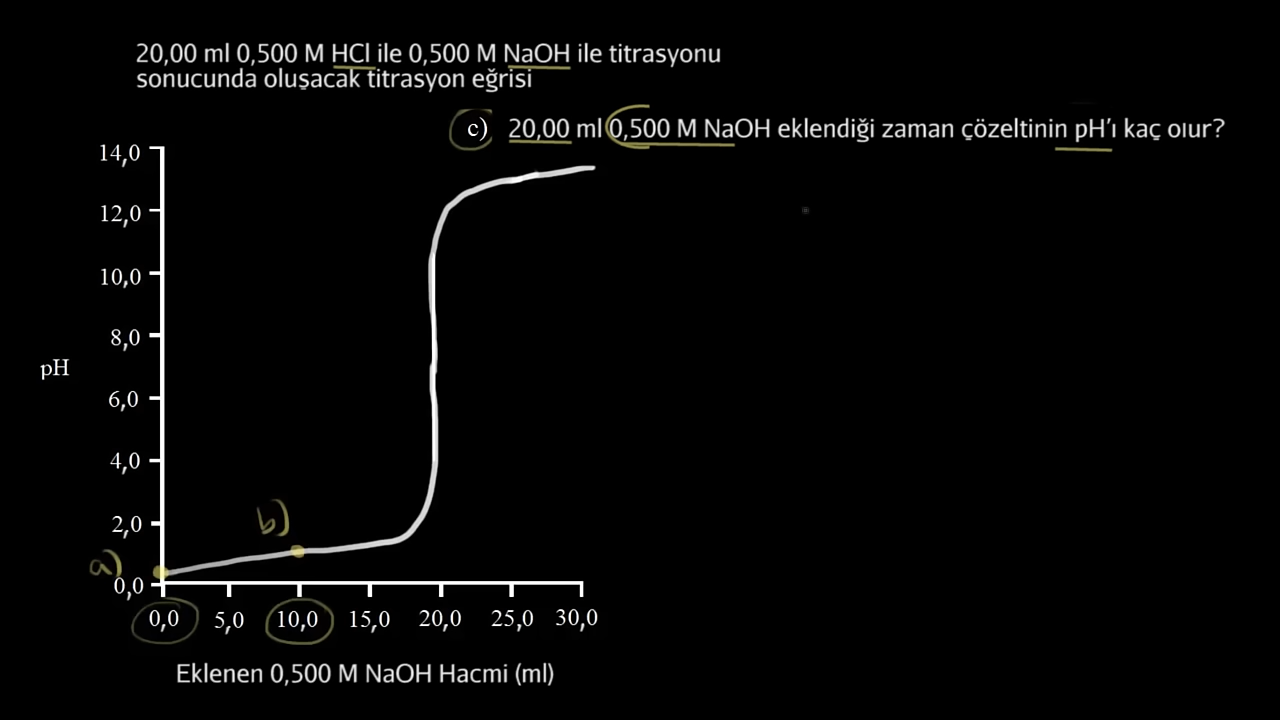 20,00 ml 0,500 M HCl ile 0,500 M NaOH ile titrasyonu
sonucunda oluşacak titrasyon eğrisi
c) 20,00 ml 0,500 M NaOH eklendiği zaman çözeltinin pH'ı kaç olur?
14,0
12,0
10,0
8,0
pH
6,0
4,0
b)
2,0
a)
0,0
0,0 5,0 10,0 15,0 20,0 25,0 30,0
Eklenen 0,500 M NaOH Hacmi (ml)